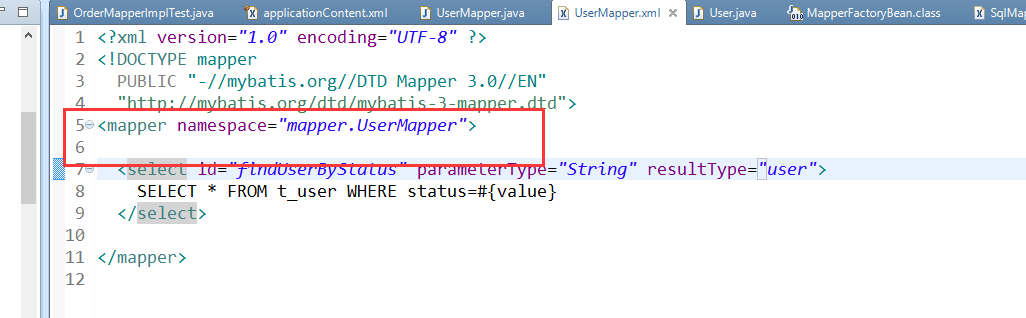 OrderMapperImplTest.java applicationContent.xml UserMapper.java UserMapper.xml User.java MapperFactoryBean.class SqlMa
1 <?xml version="1.0" encoding="UTF-8" ?>
2 <!DOCTYPE mapper
3 PUBLIC "-//mybatis.org//DTD Mapper 3.0//EN"
4 "http://mybatis.org/dtd/mybatis-3-mapper.dtd">
5 <mapper namespace="mapper.UserMapper">
6
7 <select id="findUserByStatus" parameterType="String" resultType="user">
8 SELECT * FROM t_user WHERE status=#{value}
9 </select>
10
11 </mapper>
12